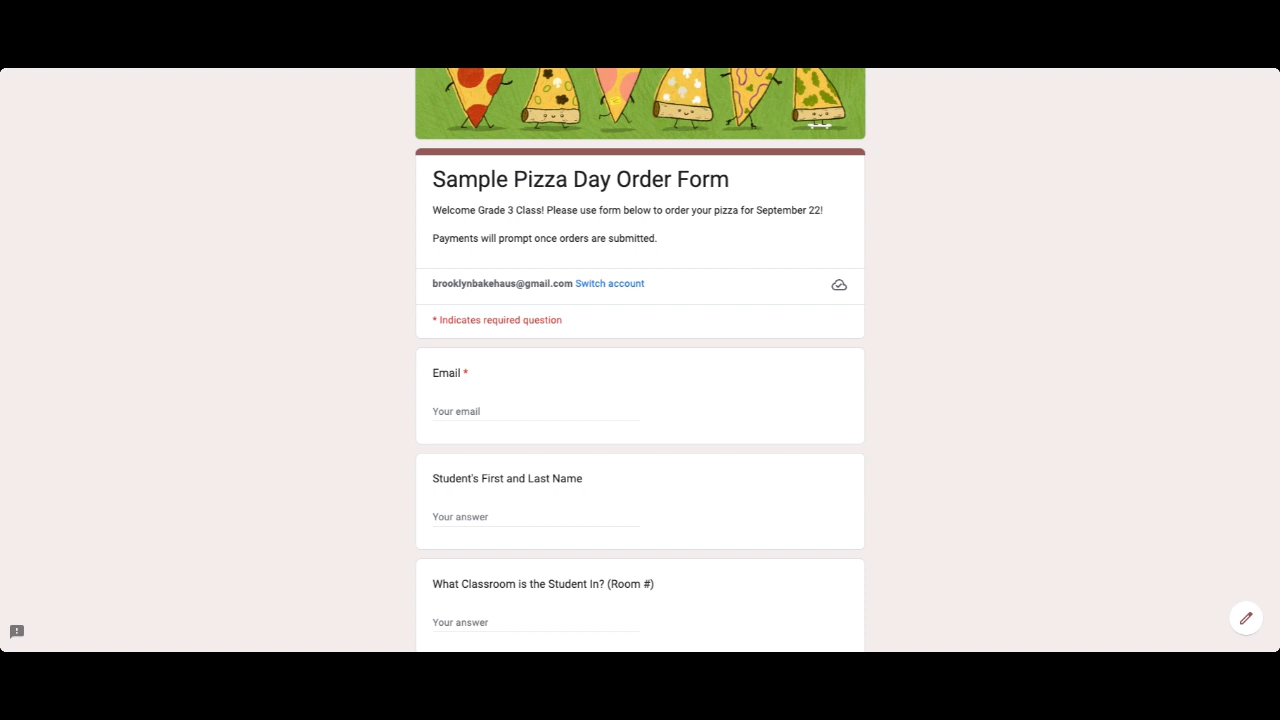 Sample Pizza Day Order Form
Welcome Grade 3 Class! Please use form below to order your pizza for September 22!
Payments will prompt once orders are submitted.
brooklynbakehaus@gmail.com Switch account
* Indicates required question
Email *
Your email
Student's First and Last Name
Your answer
What Classroom is the Student In? (Room #)
Your answer